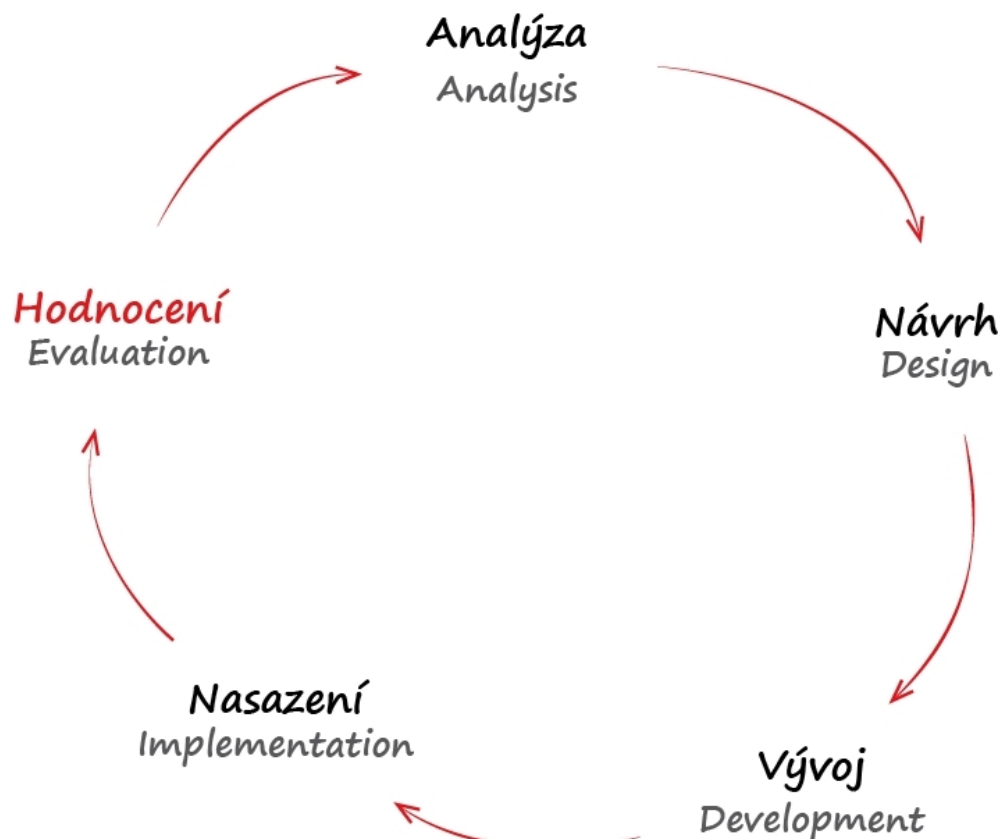 Analýza
Analysis
Návrh
Design
Vývoj
Development
Nasazení
Implementation
Hodnocení
Evaluation